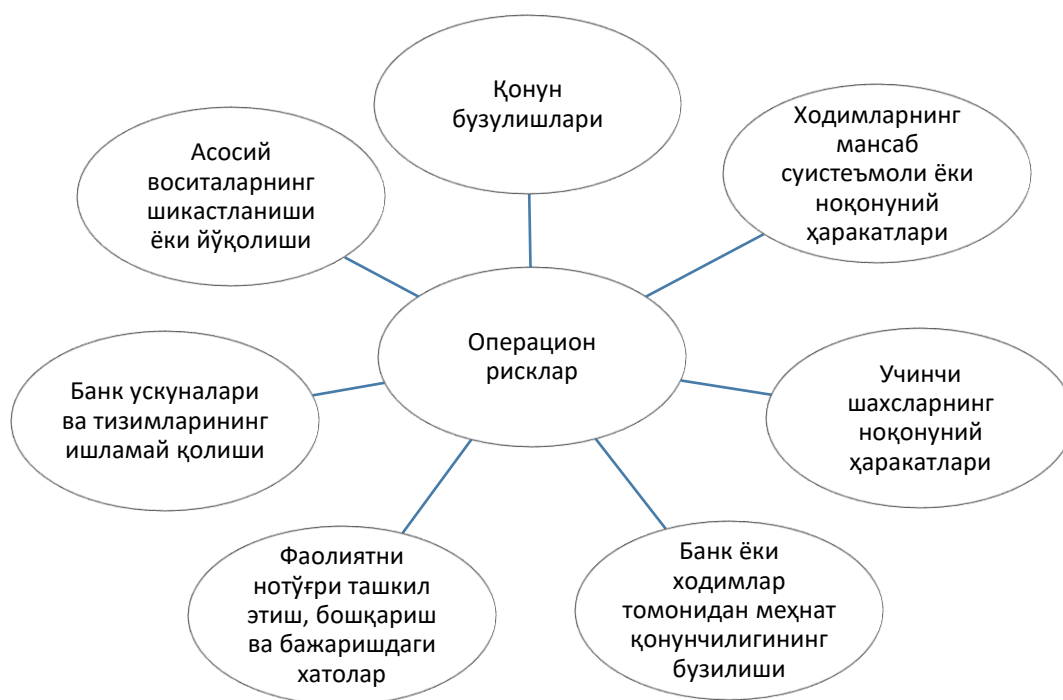 Қонун
бузулишлари
Ходимларнинг
мансаб
суистеъмоли ёки
ноқонуний
ҳаракатлари
Асосий
воситаларнинг
шикастланиши
ёки йўқолиши
Операцион
рисклар
Учинчи
шахсларнинг
ноқонуний
ҳаракатлари
Банк ускуналари
ва тизимларининг
ишламай қолиши
Банк ёки
ходимлар
томонидан меҳнат
қонунчилигининг
бузилиши
Фаолиятни
нотўғри ташкил
этиш, бошқариш
ва бажаришдаги
хатолар